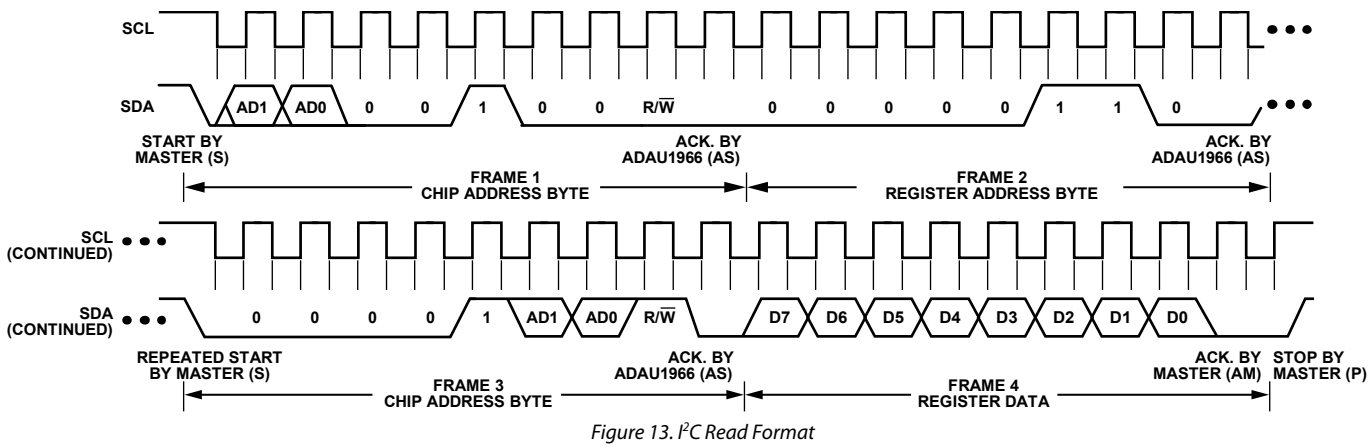 SCL
SDA AD1 AD0 0 0 1 0 0 R/W̅ 0 0 0 0 0 1 1 0
START BY MASTER (S)
ACK. BY ADAU1966 (AS)
ACK. BY ADAU1966 (AS)
FRAME 1
CHIP ADDRESS BYTE
FRAME 2
REGISTER ADDRESS BYTE
SCL
(CONTINUED)
SDA
(CONTINUED)
0 0 0 0 1 AD1 AD0 R/W̅ D7 D6 D5 D4 D3 D2 D1 D0
REPEATED START
BY MASTER (S)
ACK. BY
ADAU1966 (AS)
ACK. BY
MASTER (AM)
STOP BY
MASTER (P)
FRAME 3
CHIP ADDRESS BYTE
FRAME 4
REGISTER DATA
Figure 13. I²C Read Format